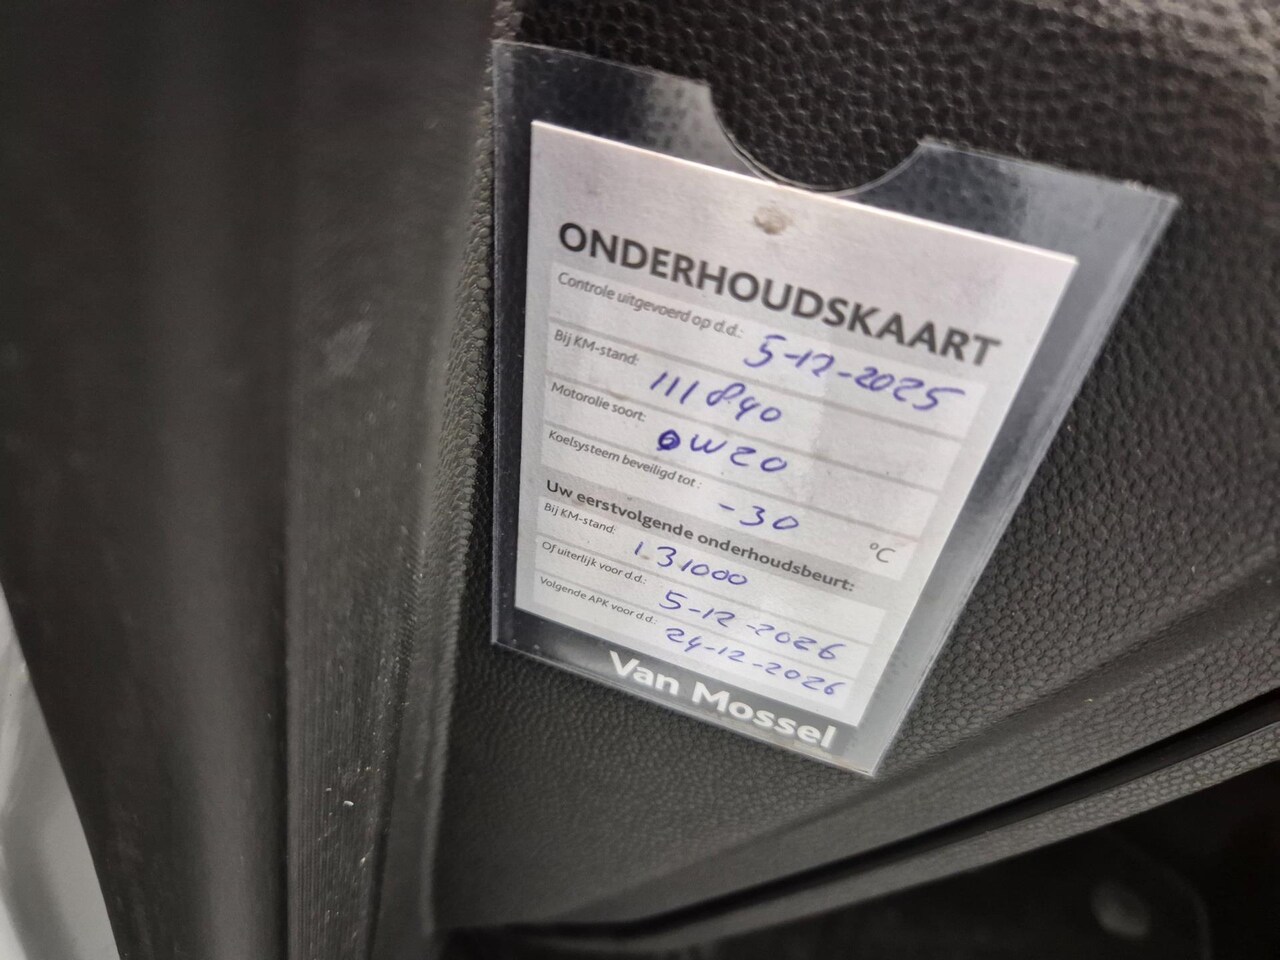 ONDERHOUDSKAART
Controle uitgevoerd op d.d.: 5-12-2025
Bij KM-stand: 111840
Motorolie soort: 0W20
Koelsysteem beveiligd tot: -30 °C
Uw eerstvolgende onderhoudsbeurt:
Bij KM-stand: 131000
Of uiterlijk voor d.d.: 5-12-2026
Volgende APK voor d.d.: 24-12-2026
Van Mossel